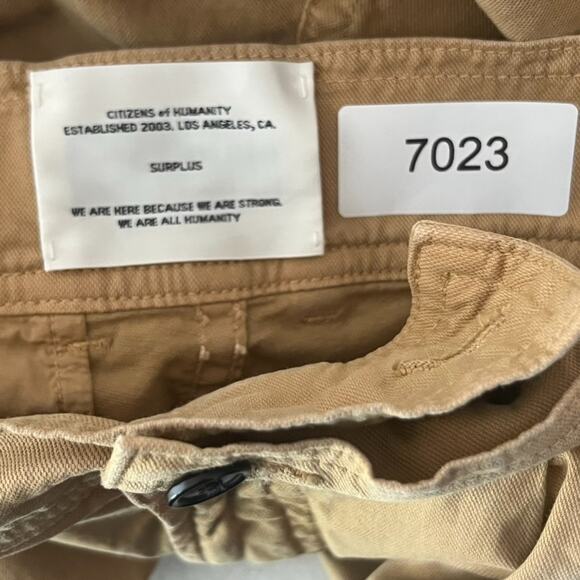 CITIZENS of HUMANITY
ESTABLISHED 2003. LOS ANGELES, CA.
SURPLUS
WE ARE HERE BECAUSE WE ARE STRONG.
WE ARE ALL HUMANITY
7023